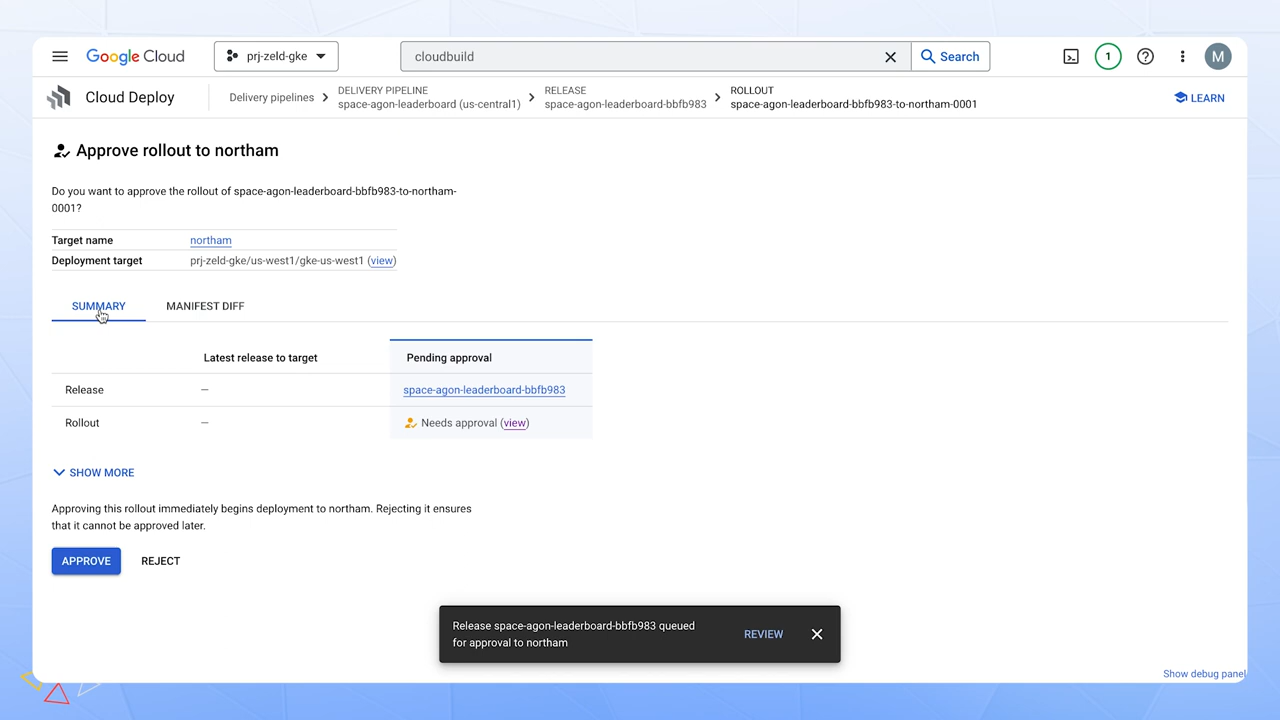 Google Cloud
prj-zeld-gke
cloudbuild
Search
1
M
Cloud Deploy
Delivery pipelines
DELIVERY PIPELINE
space-agon-leaderboard (us-central1)
RELEASE
space-agon-leaderboard-bbfb983
ROLLOUT
space-agon-leaderboard-bbfb983-to-northam-0001
LEARN
Approve rollout to northam
Do you want to approve the rollout of space-agon-leaderboard-bbfb983-to-northam-
0001?
Target name northam
Deployment target prj-zeld-gke/us-west1/gke-us-west1 (view)
SUMMARY MANIFEST DIFF
Latest release to target Pending approval
Release – space-agon-leaderboard-bbfb983
Rollout – Needs approval (view)
SHOW MORE
Approving this rollout immediately begins deployment to northam. Rejecting it ensures
that it cannot be approved later.
APPROVE REJECT
Release space-agon-leaderboard-bbfb983 queued
for approval to northam
REVIEW
Show debug panel